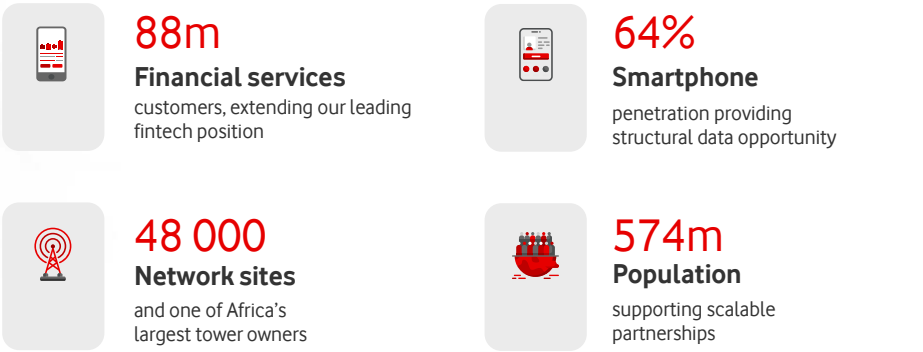 88m
Financial services
customers, extending our leading
fintech position
64%
Smartphone
penetration providing
structural data opportunity
48 000
Network sites
and one of Africa's
largest tower owners
574m
Population
supporting scalable
partnerships